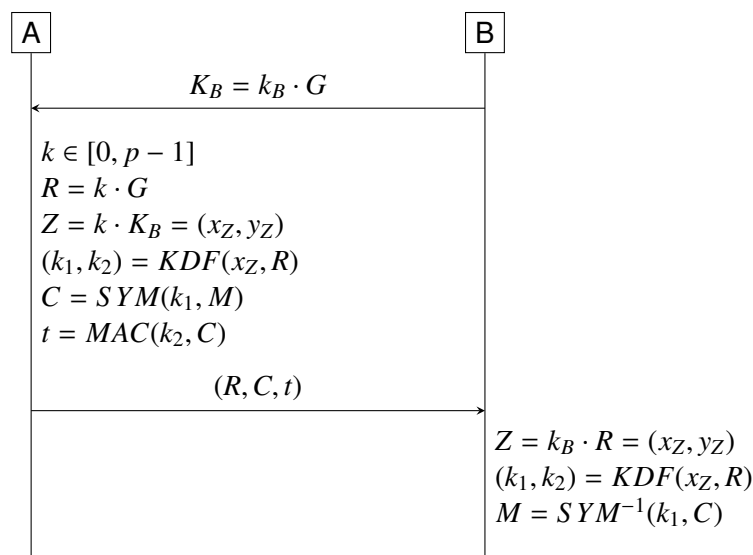 A B
K_B = k_B · G
k ∈ [0, p − 1]
R = k · G
Z = k · K_B = (x_Z, y_Z)
(k_1, k_2) = KDF(x_Z, R)
C = SYM(k_1, M)
t = MAC(k_2, C)
(R, C, t)
Z = k_B · R = (x_Z, y_Z)
(k_1, k_2) = KDF(x_Z, R)
M = SYM^{−1}(k_1, C)